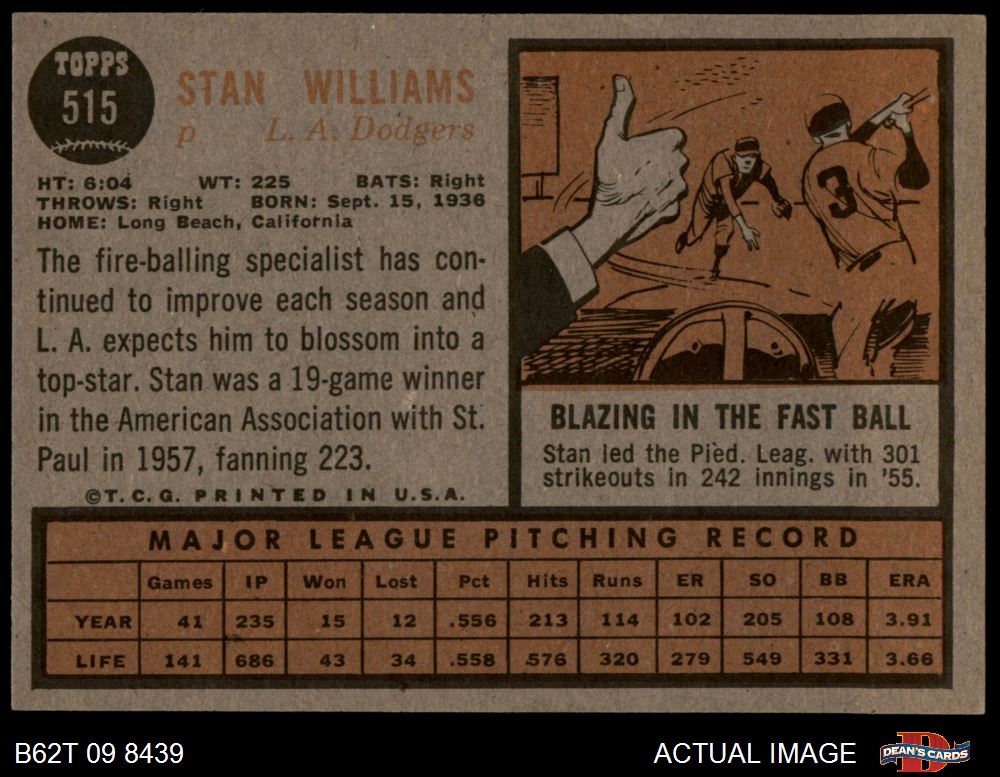 TOPPS
515
STAN WILLIAMS
p L. A. Dodgers
HT: 6:04 WT: 225 BATS: Right
THROWS: Right BORN: Sept. 15, 1936
HOME: Long Beach, California
The fire-balling specialist has con-
tinued to improve each season and
L. A. expects him to blossom into a
top-star. Stan was a 19-game winner
in the American Association with St.
Paul in 1957, fanning 223.
©T.C.G. PRINTED IN U.S.A.
3
BLAZING IN THE FAST BALL
Stan led the Pied. Leag. with 301
strikeouts in 242 innings in '55.
MAJOR LEAGUE PITCHING RECORD
Games IP Won Lost Pct Hits Runs ER SO BB ERA
YEAR 41 235 15 12 .556 213 114 102 205 108 3.91
LIFE 141 686 43 34 .558 576 320 279 549 331 3.66
B62T 09 8439 ACTUAL IMAGE DEAN'S CARDS